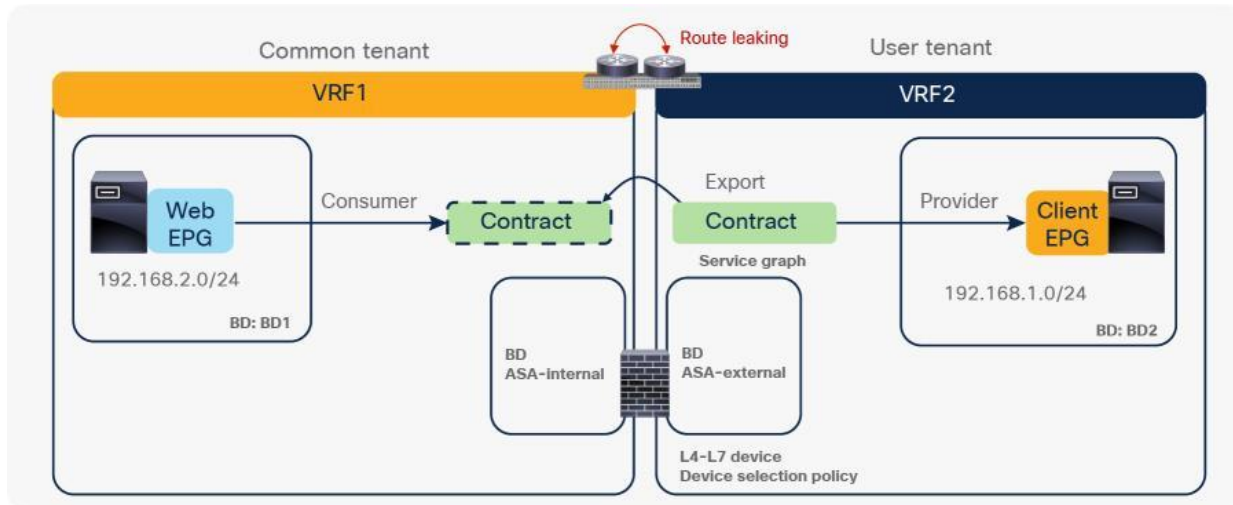 Route leaking
Common tenant
User tenant
VRF1
VRF2
Web
EPG
192.168.2.0/24
BD: BD1
Consumer
Contract
Export
Contract
Service graph
Provider
Client
EPG
192.168.1.0/24
BD: BD2
BD
ASA-internal
BD
ASA-external
L4-L7 device
Device selection policy